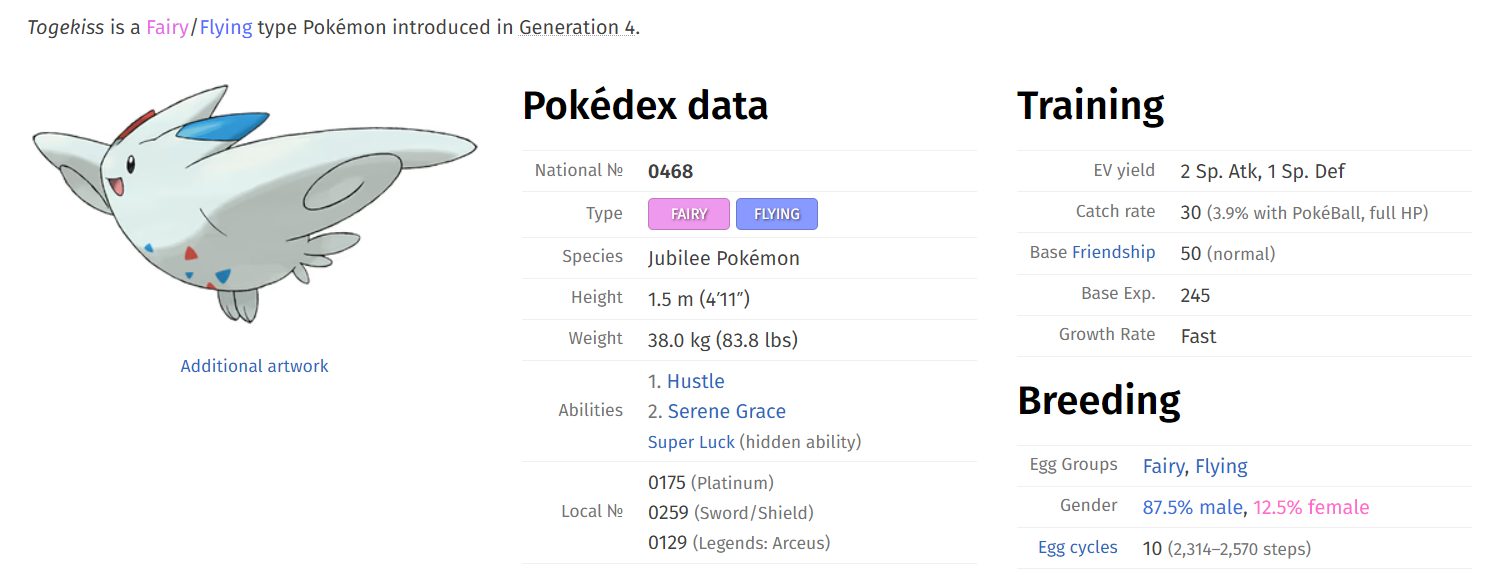 Togekiss is a Fairy/Flying type Pokémon introduced in Generation 4.
Additional artwork
Pokédex data
National № 0468
Type FAIRY FLYING
Species Jubilee Pokémon
Height 1.5 m (4′11″)
Weight 38.0 kg (83.8 lbs)
Abilities
1. Hustle
2. Serene Grace
Super Luck (hidden ability)
Local №
0175 (Platinum)
0259 (Sword/Shield)
0129 (Legends: Arceus)
Training
EV yield 2 Sp. Atk, 1 Sp. Def
Catch rate 30 (3.9% with PokéBall, full HP)
Base Friendship 50 (normal)
Base Exp. 245
Growth Rate Fast
Breeding
Egg Groups Fairy, Flying
Gender 87.5% male, 12.5% female
Egg cycles 10 (2,314–2,570 steps)